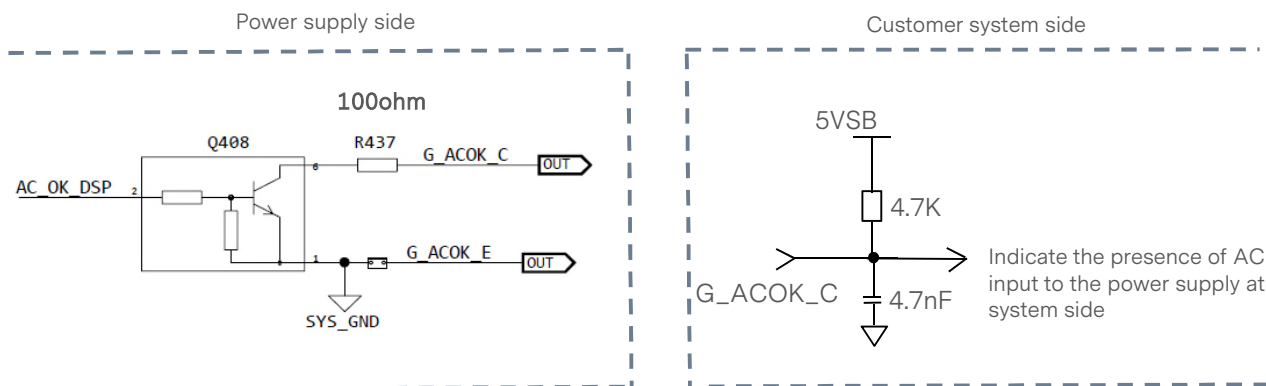 Power supply side
Customer system side
100ohm
Q408
R437
G_ACOK_C
OUT
6
AC_OK_DSP
2
1
G_ACOK_E
OUT
SYS_GND
5VSB
4.7K
G_ACOK_C
4.7nF
Indicate the presence of AC
input to the power supply at
system side